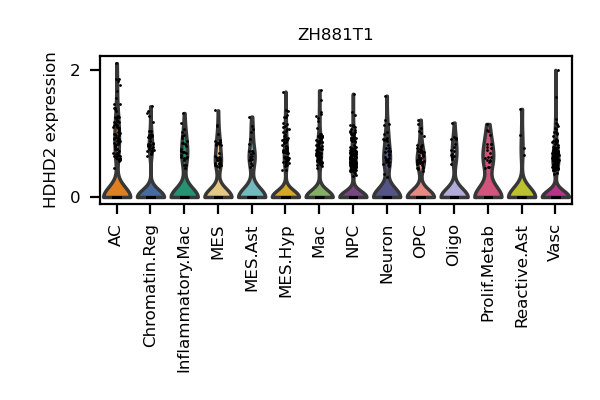 ZH881T1
HDHD2 expression
2
0
AC
Chromatin.Reg
Inflammatory.Mac
MES
MES.Ast
MES.Hyp
Mac
NPC
Neuron
OPC
Oligo
Prolif.Metab
Reactive.Ast
Vasc